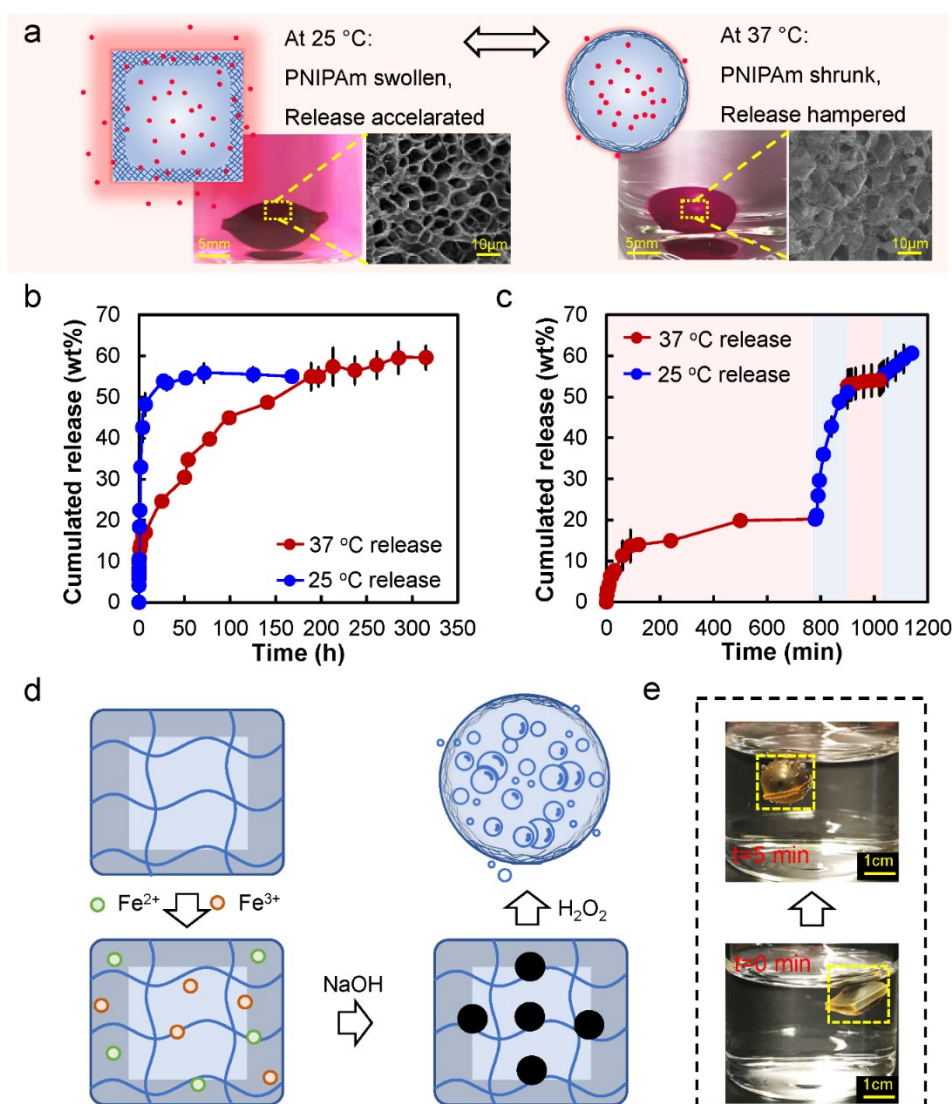 a
At 25 °C:
PNIPAm swollen,
Release accelarated
At 37 °C:
PNIPAm shrunk,
Release hampered
5mm
10μm
5mm
10μm
b
Cumulated release (wt%)
70
60
50
40
30
20
10
0
37 °C release
25 °C release
0 50 100 150 200 250 300 350
Time (h)
c
Cumulated release (wt%)
70
60
50
40
30
20
10
0
37 °C release
25 °C release
0 200 400 600 800 1000 1200
Time (min)
d
Fe2+
Fe3+
NaOH
H2O2
e
t=5 min
1cm
t=0 min
1cm